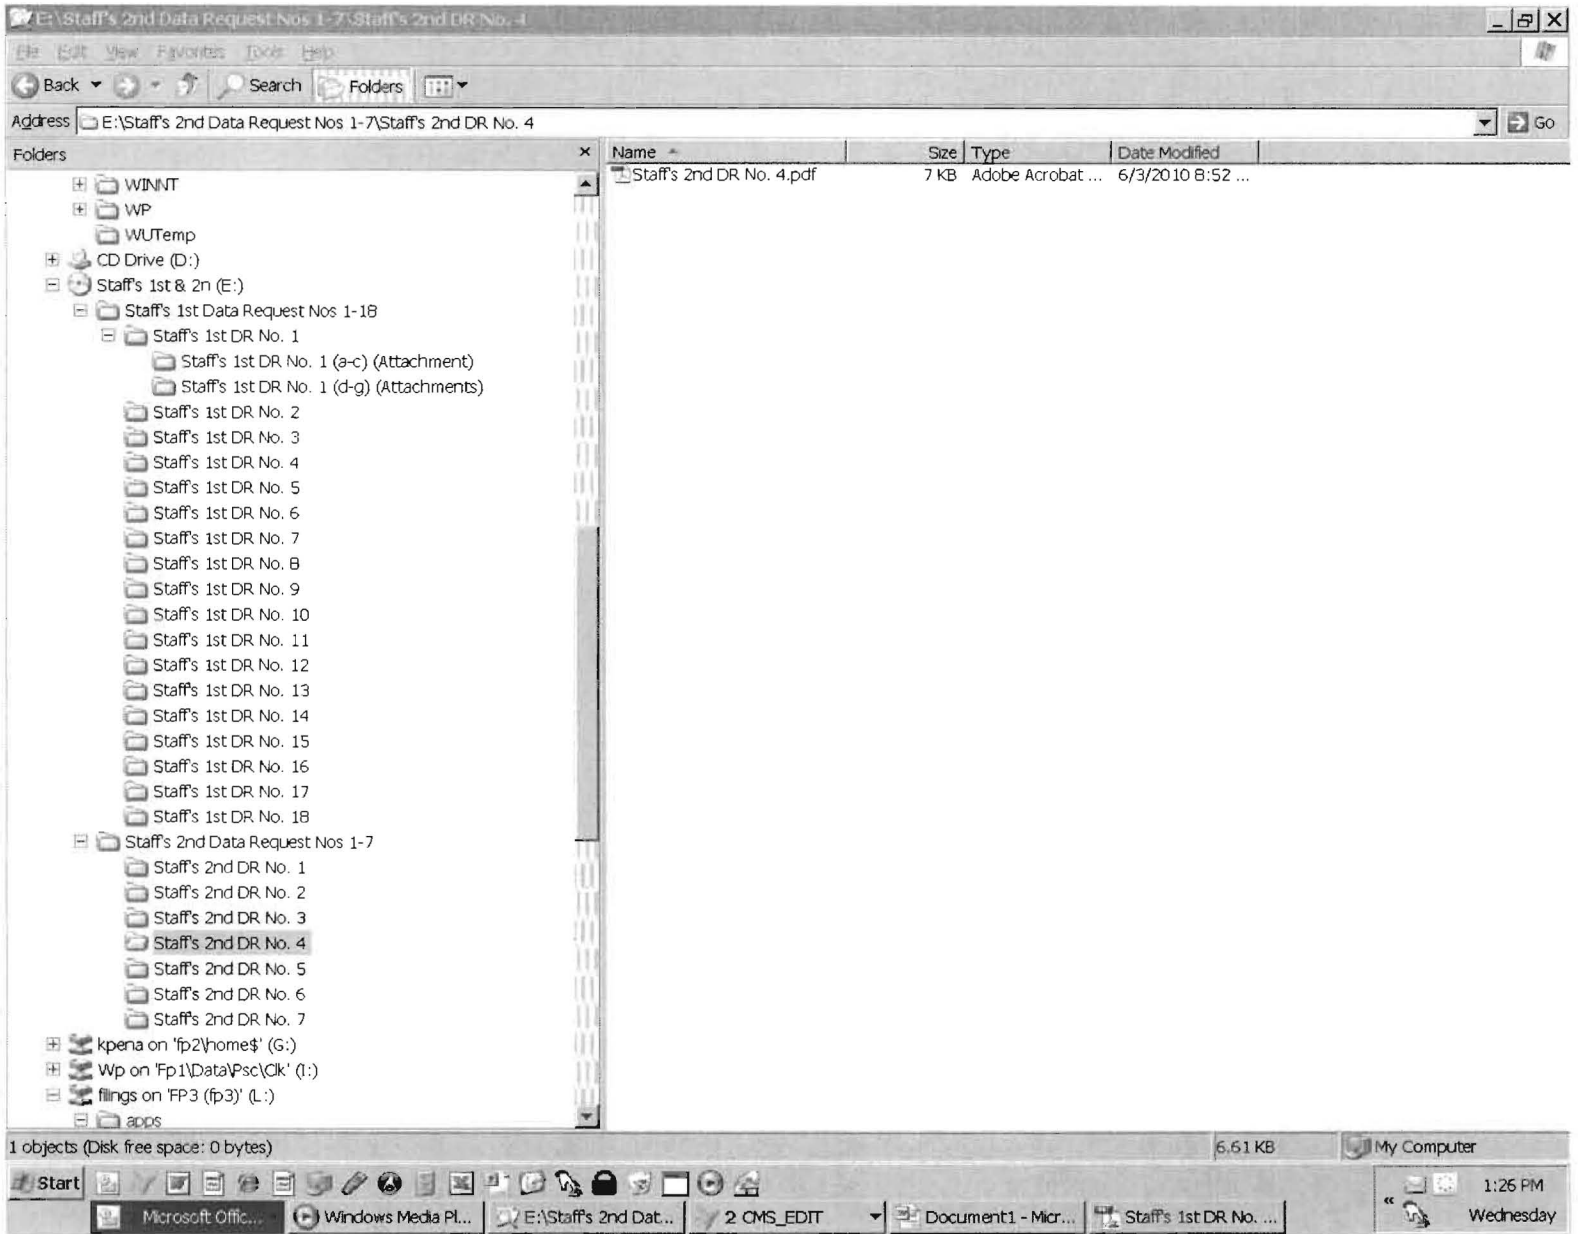 E:\Staff's 2nd Data Request Nos 1-7\Staff's 2nd DR No. 4
File Edit View Favorites Tools Help
Back Search Folders
Address E:\Staff's 2nd Data Request Nos 1-7\Staff's 2nd DR No. 4 Go
Folders Name Size Type Date Modified
Staff's 2nd DR No. 4.pdf 7 KB Adobe Acrobat ... 6/3/2010 8:52 ...
WINNT
WP
WUTemp
CD Drive (D:)
Staff's 1st & 2n (E:)
Staff's 1st Data Request Nos 1-18
Staff's 1st DR No. 1
Staff's 1st DR No. 1 (a-c) (Attachment)
Staff's 1st DR No. 1 (d-g) (Attachments)
Staff's 1st DR No. 2
Staff's 1st DR No. 3
Staff's 1st DR No. 4
Staff's 1st DR No. 5
Staff's 1st DR No. 6
Staff's 1st DR No. 7
Staff's 1st DR No. 8
Staff's 1st DR No. 9
Staff's 1st DR No. 10
Staff's 1st DR No. 11
Staff's 1st DR No. 12
Staff's 1st DR No. 13
Staff's 1st DR No. 14
Staff's 1st DR No. 15
Staff's 1st DR No. 16
Staff's 1st DR No. 17
Staff's 1st DR No. 18
Staff's 2nd Data Request Nos 1-7
Staff's 2nd DR No. 1
Staff's 2nd DR No. 2
Staff's 2nd DR No. 3
Staff's 2nd DR No. 4
Staff's 2nd DR No. 5
Staff's 2nd DR No. 6
Staff's 2nd DR No. 7
kpena on 'fp2\home$' (G:)
Wp on 'Fp1\Data\Psc\Clk' (I:)
filings on 'FP3 (fp3)' (L:)
apps
1 objects (Disk free space: 0 bytes) 6.61 KB My Computer
Start 1:26 PM
Microsoft Offic... Windows Media Pl... E:\Staff's 2nd Dat... 2 CMS_EDIT Document1 - Micr... Staff's 1st DR No. ... « Wednesday